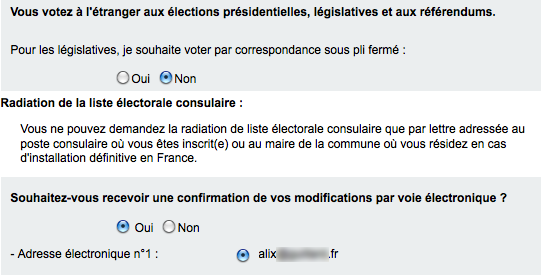 Vous votez à l'étranger aux élections présidentielles, législatives et aux référendums.
Pour les législatives, je souhaite voter par correspondance sous pli fermé :
Oui Non
Radiation de la liste électorale consulaire :
Vous ne pouvez demandez la radiation de liste électorale consulaire que par lettre adressée au
poste consulaire où vous êtes inscrit(e) ou au maire de la commune où vous résidez en cas
d'installation définitive en France.
Souhaitez-vous recevoir une confirmation de vos modifications par voie électronique ?
Oui Non
- Adresse électronique n°1 : alix .fr